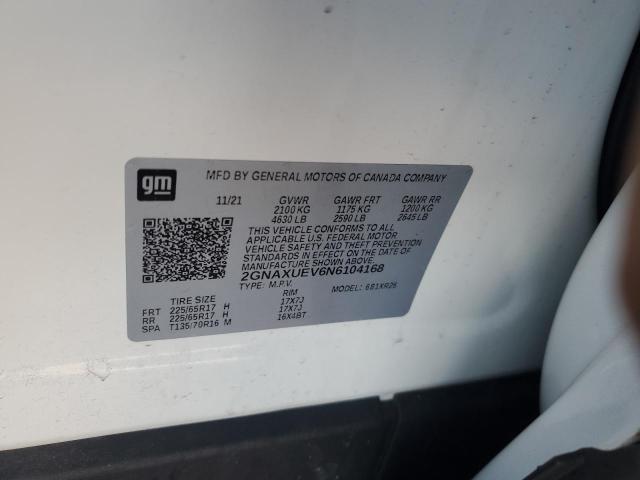 gm
MFD BY GENERAL MOTORS OF CANADA COMPANY
11/21 GVWR GAWR FRT GAWR RR
2100 KG 1175 KG 1200 KG
4630 LB 2590 LB 2645 LB
THIS VEHICLE CONFORMS TO ALL
APPLICABLE U.S. FEDERAL MOTOR
VEHICLE SAFETY AND THEFT PREVENTION
STANDARDS IN EFFECT ON THE DATE OF
MANUFACTURE SHOWN ABOVE.
2GNAXUEV6N6104168
TYPE: M.P.V. MODEL: 6B1XR26
TIRE SIZE RIM
FRT 225/65R17 H 17X7J
RR 225/65R17 H 17X7J
SPA T135/70R16 M 16X4BT